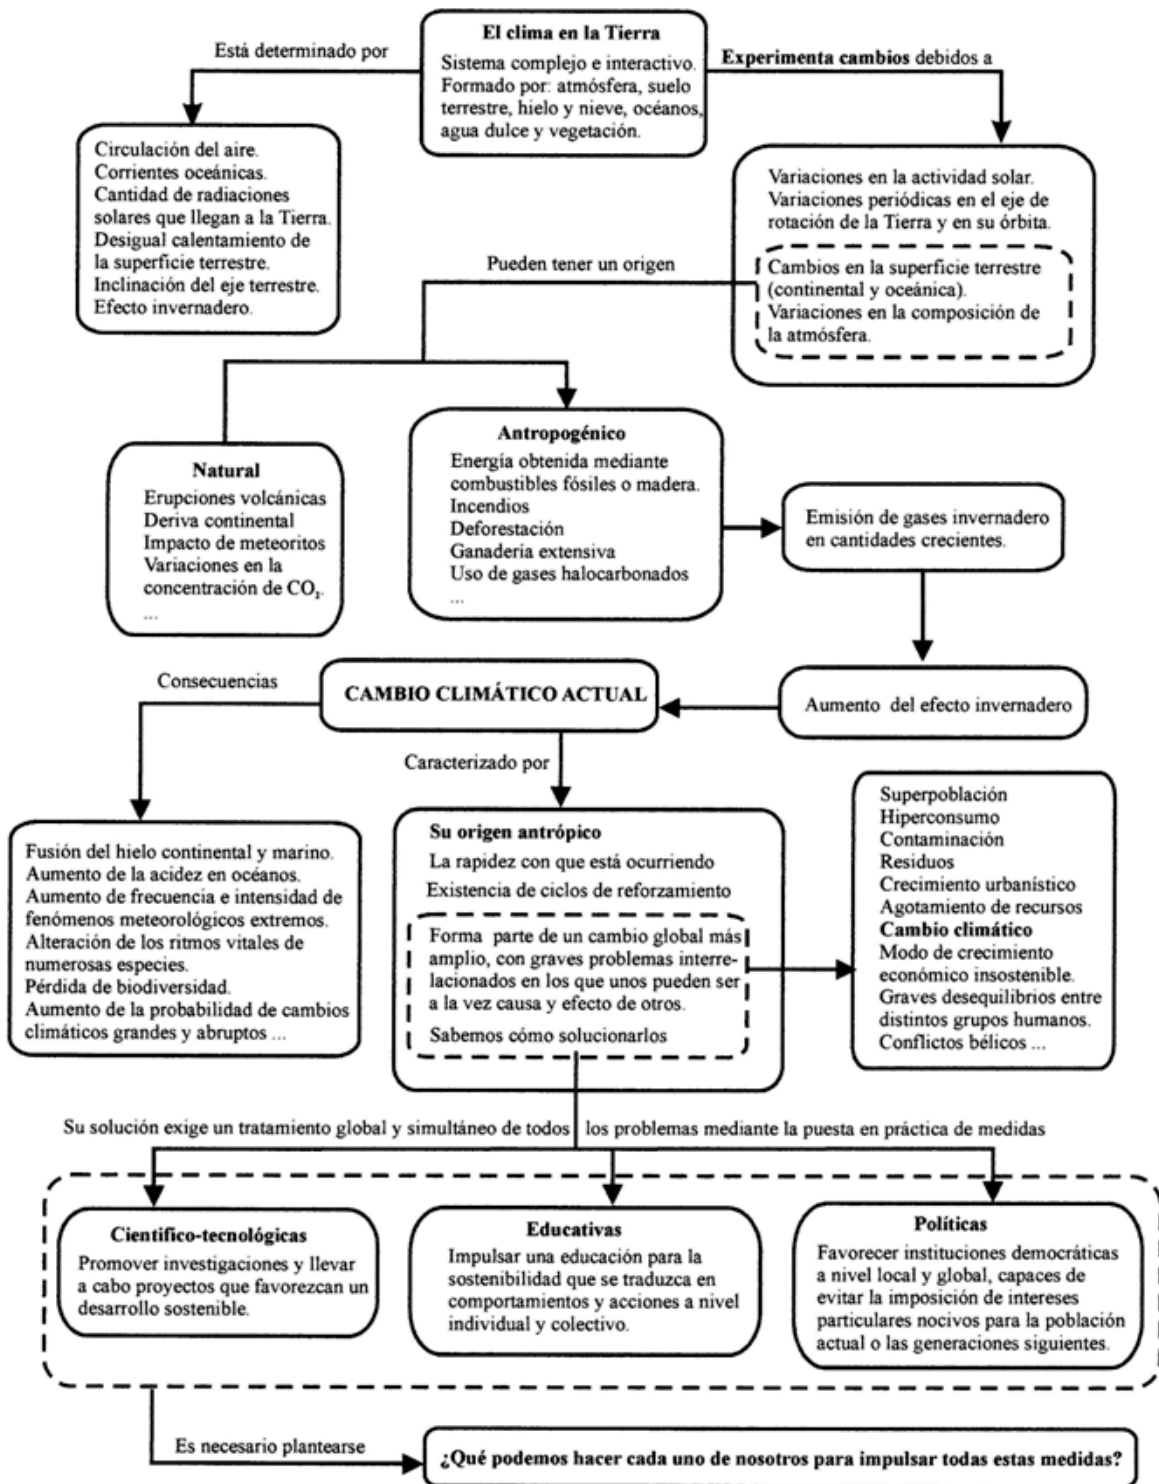 El clima en la Tierra
Sistema complejo e interactivo.
Formado por: atmósfera, suelo
terrestre, hielo y nieve, océanos,
agua dulce y vegetación.
Está determinado por
Experimenta cambios debidos a
Circulación del aire.
Corrientes oceánicas.
Cantidad de radiaciones
solares que llegan a la Tierra.
Desigual calentamiento de
la superficie terrestre.
Inclinación del eje terrestre.
Efecto invernadero.
Variaciones en la actividad solar.
Variaciones periódicas en el eje de
rotación de la Tierra y en su órbita.
Cambios en la superficie terrestre
(continental y oceánica).
Variaciones en la composición de
la atmósfera.
Pueden tener un origen
Natural
Erupciones volcánicas
Deriva continental
Impacto de meteoritos
Variaciones en la
concentración de CO₂.
...
Antropogénico
Energía obtenida mediante
combustibles fósiles o madera.
Incendios
Deforestación
Ganadería extensiva
Uso de gases halocarbonados
...
Emisión de gases invernadero
en cantidades crecientes.
Aumento del efecto invernadero
CAMBIO CLIMÁTICO ACTUAL
Consecuencias
Caracterizado por
Fusión del hielo continental y marino.
Aumento de la acidez en océanos.
Aumento de frecuencia e intensidad de
fenómenos meteorológicos extremos.
Alteración de los ritmos vitales de
numerosas especies.
Pérdida de biodiversidad.
Aumento de la probabilidad de cambios
climáticos grandes y abruptos ...
Su origen antrópico
La rapidez con que está ocurriendo
Existencia de ciclos de reforzamiento
Forma parte de un cambio global más
amplio, con graves problemas interre-
lacionados en los que unos pueden ser
a la vez causa y efecto de otros.
Sabemos cómo solucionarlos
Superpoblación
Hiperconsumo
Contaminación
Residuos
Crecimiento urbanístico
Agotamiento de recursos
Cambio climático
Modo de crecimiento
económico insostenible.
Graves desequilibrios entre
distintos grupos humanos.
Conflictos bélicos ...
Su solución exige un tratamiento global y simultáneo de todos los problemas mediante la puesta en práctica de medidas
Cientifico-tecnológicas
Promover investigaciones y llevar
a cabo proyectos que favorezcan un
desarrollo sostenible.
Educativas
Impulsar una educación para la
sostenibilidad que se traduzca en
comportamientos y acciones a nivel
individual y colectivo.
Políticas
Favorecer instituciones democráticas
a nivel local y global, capaces de
evitar la imposición de intereses
particulares nocivos para la población
actual o las generaciones siguientes.
Es necesario plantearse
¿Qué podemos hacer cada uno de nosotros para impulsar todas estas medidas?